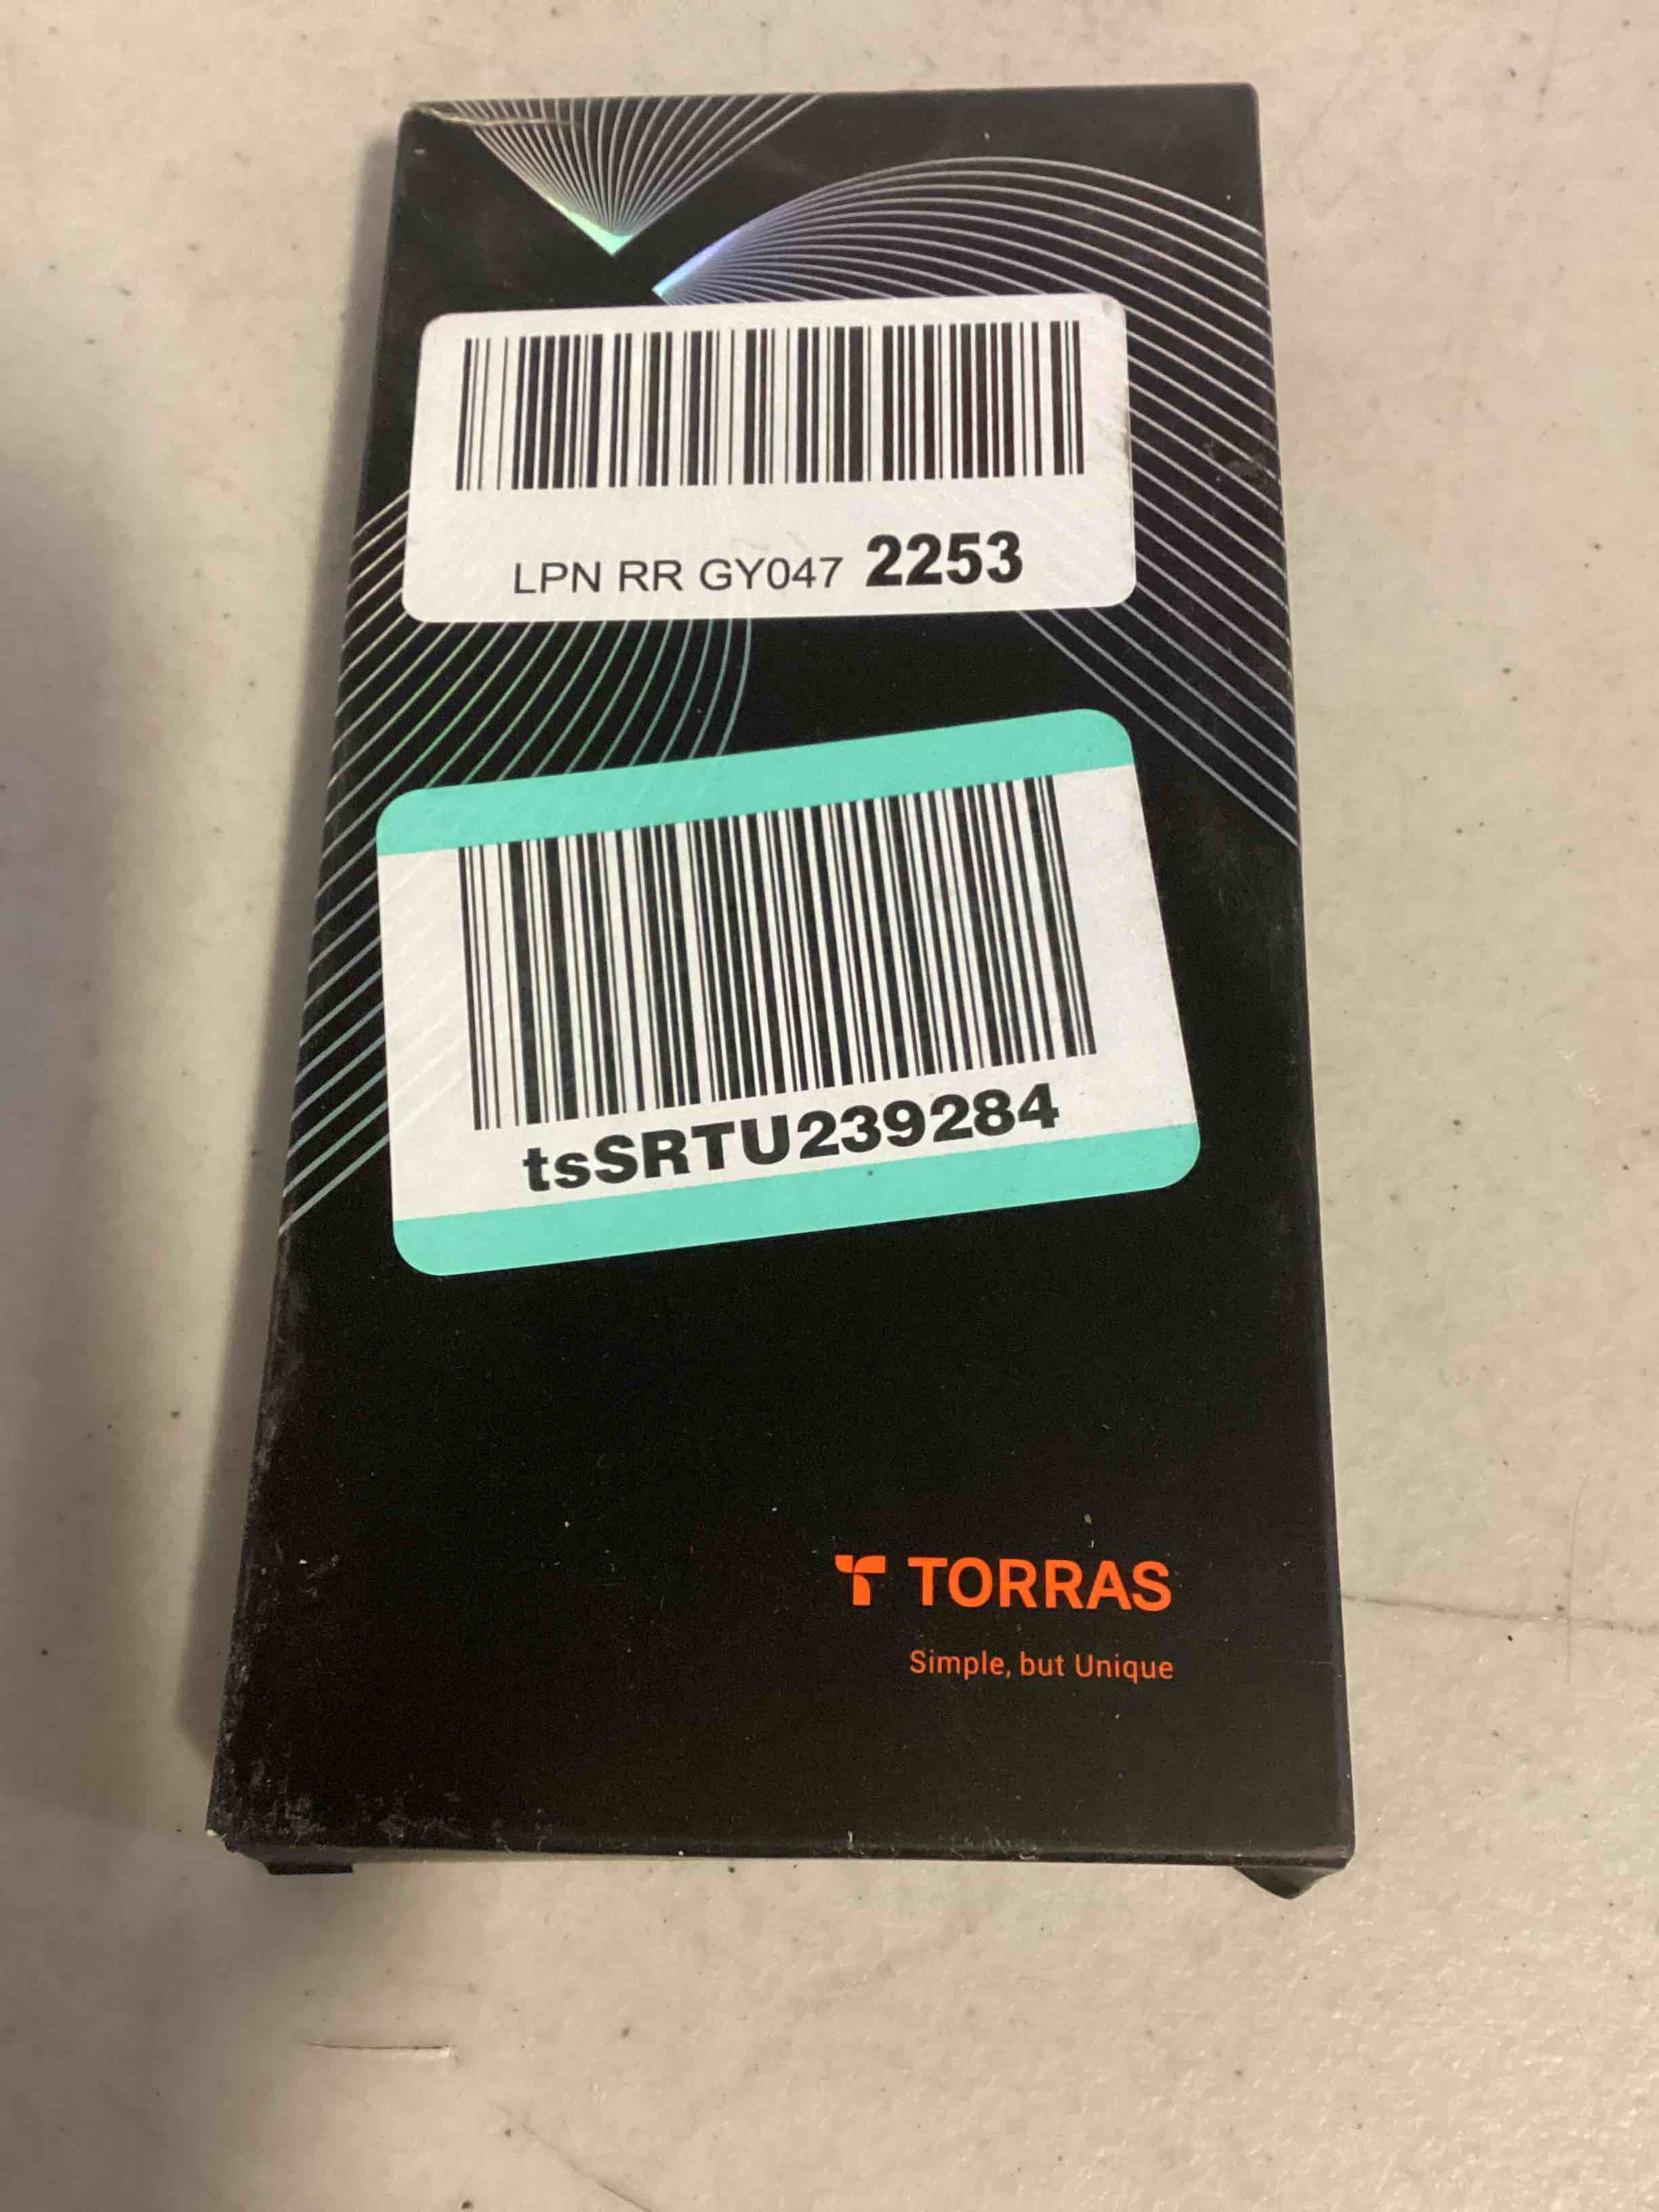 LPN RR GY047 2253
tsSRTU239284
TORRAS
Simple, but Unique